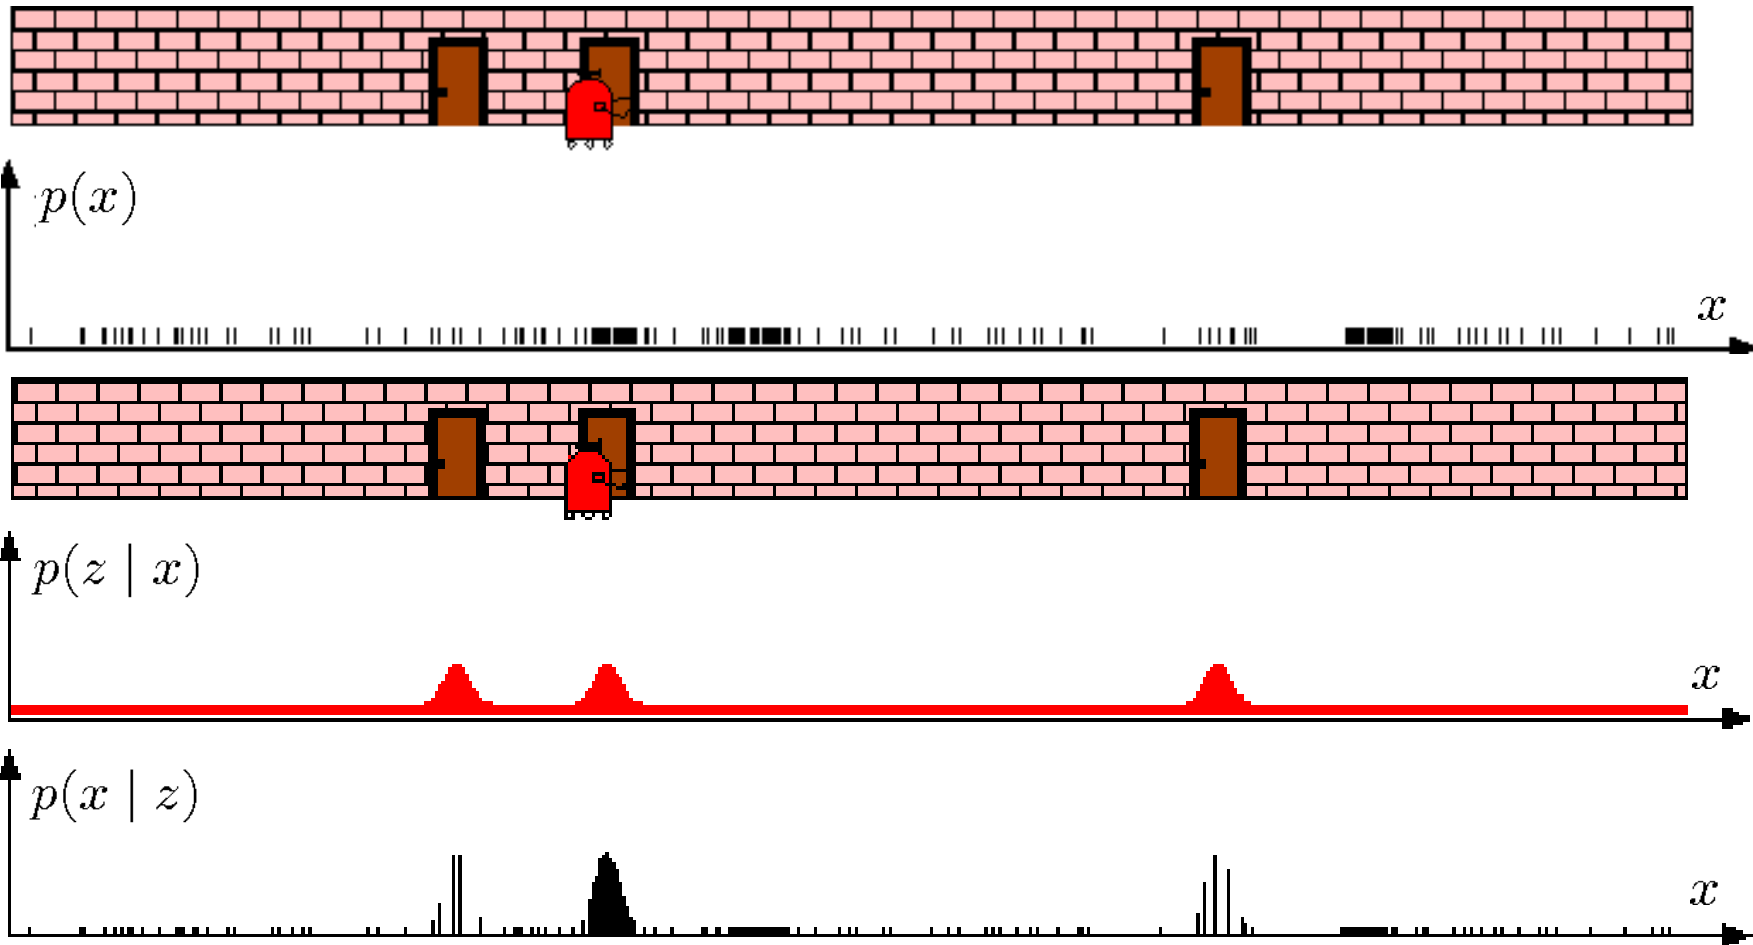 p(x)
x
p(z | x)
x
p(x | z)
x